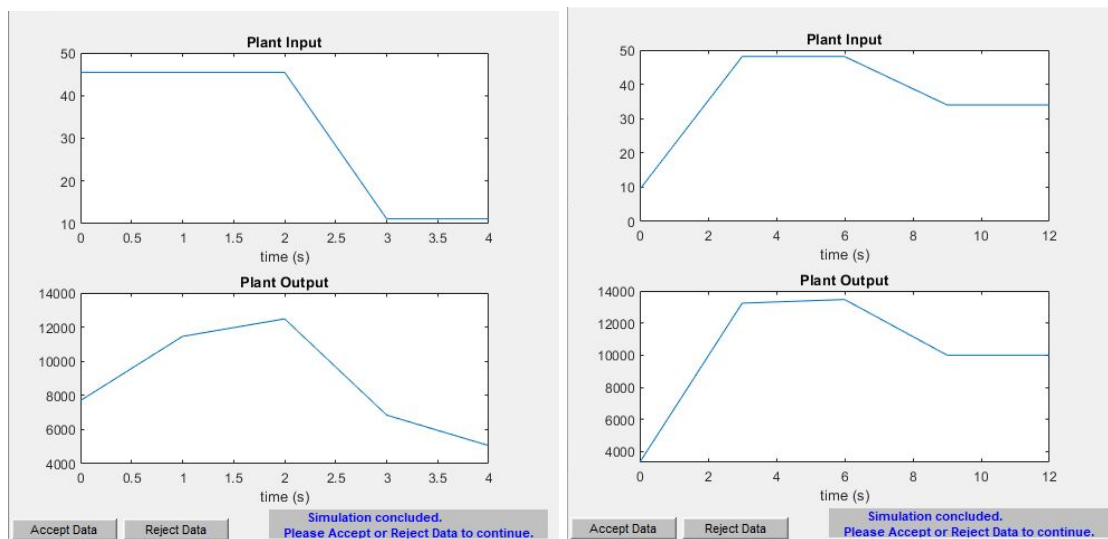 Plant Input
50
40
30
20
10
0 0.5 1 1.5 2 2.5 3 3.5 4
time (s)
Plant Output
14000
12000
10000
8000
6000
4000
0 0.5 1 1.5 2 2.5 3 3.5 4
time (s)
Accept Data
Reject Data
Simulation concluded.
Please Accept or Reject Data to continue.
Plant Input
50
40
30
20
10
0
0 2 4 6 8 10 12
time (s)
Plant Output
14000
12000
10000
8000
6000
4000
0 2 4 6 8 10 12
time (s)
Accept Data
Reject Data
Simulation concluded.
Please Accept or Reject Data to continue.